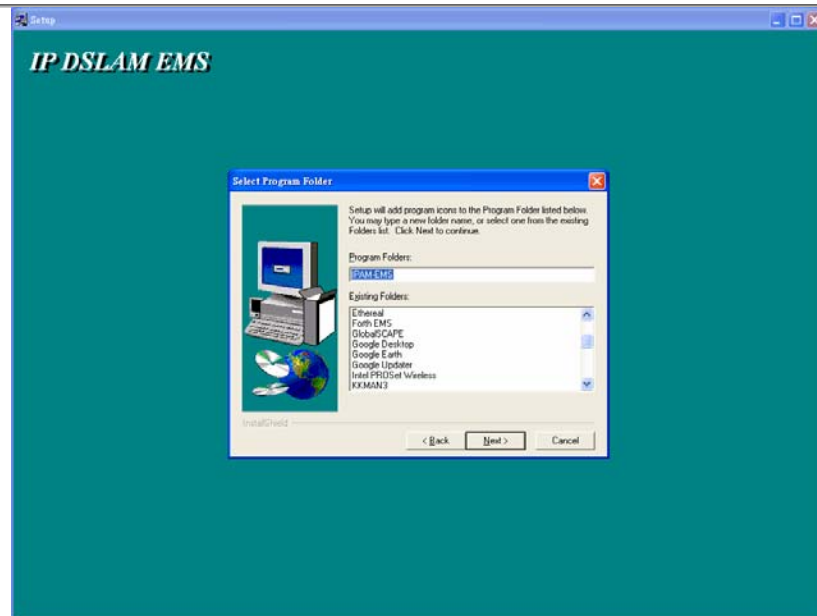 Setup
IP DSLAM EMS
Select Program Folder
Setup will add program icons to the Program Folder listed below.
You may type a new folder name, or select one from the existing
Folders list. Click Next to continue.
Program Folders:
IPAM-EMS
Existing Folders:
Ethereal
Forth EMS
GlobalSCAPE
Google Desktop
Google Earth
Google Updater
Intel PROSet Wireless
KKMAN3
InstallShield
< Back
Next >
Cancel